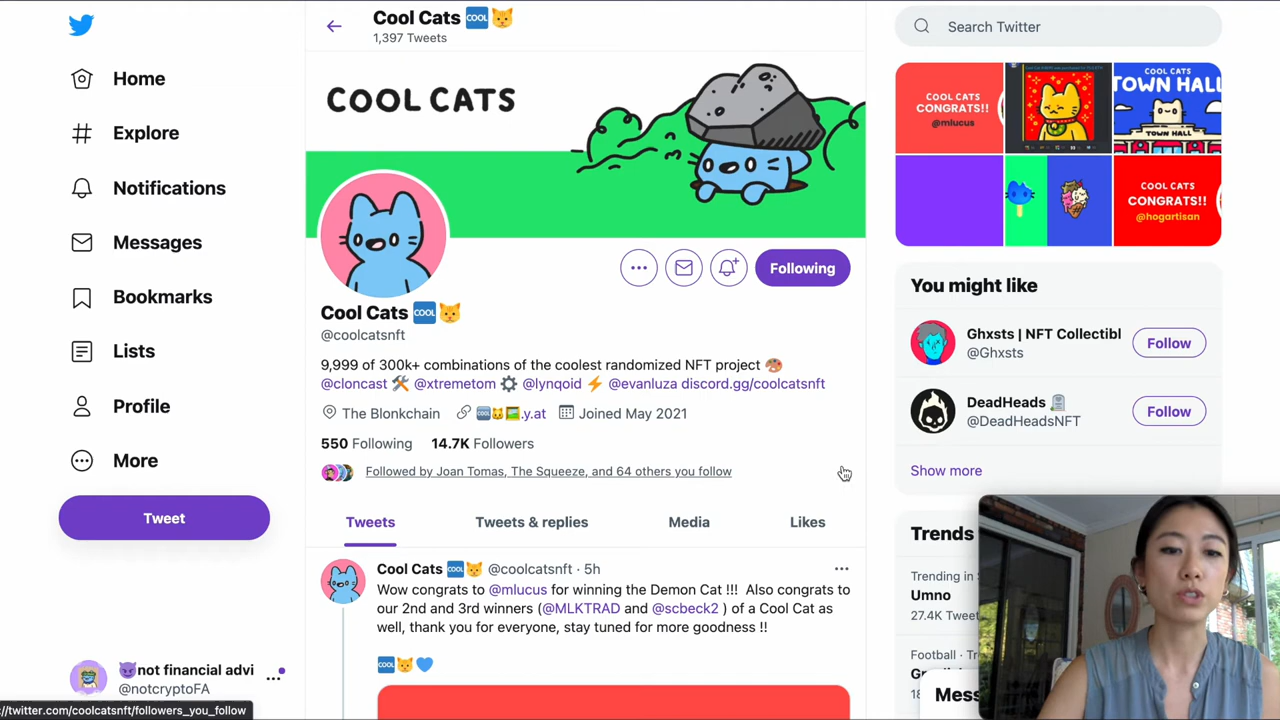 Home
Explore
Notifications
Messages
Bookmarks
Lists
Profile
More
Tweet
not financial advi
@notcryptoFA
//twitter.com/coolcatsnft/followers_you_follow
Cool Cats COOL
1,397 Tweets
COOL CATS
Following
Cool Cats COOL
@coolcatsnft
9,999 of 300k+ combinations of the coolest randomized NFT project
@cloncast @xtremetom @lynqoid @evanluza discord.gg/coolcatsnft
The Blonkchain .y.at Joined May 2021
550 Following 14.7K Followers
Followed by Joan Tomas, The Squeeze, and 64 others you follow
Tweets Tweets & replies Media Likes
Cool Cats COOL @coolcatsnft · 5h
Wow congrats to @mlucus for winning the Demon Cat !!! Also congrats to
our 2nd and 3rd winners (@MLKTRAD and @scbeck2 ) of a Cool Cat as
well, thank you for everyone, stay tuned for more goodness !!
COOL
Search Twitter
COOL CATS
CONGRATS!!
@mlucus
COOL CATS
TOWN HALL
TOWN HALL
COOL CATS
CONGRATS!!
@hogartisan
You might like
Ghxsts | NFT Collectibl
@Ghxsts
Follow
DeadHeads
@DeadHeadsNFT
Follow
Show more
Trends
Trending in
Umno
27.4K Tweet
Football · Tr
18
Mess